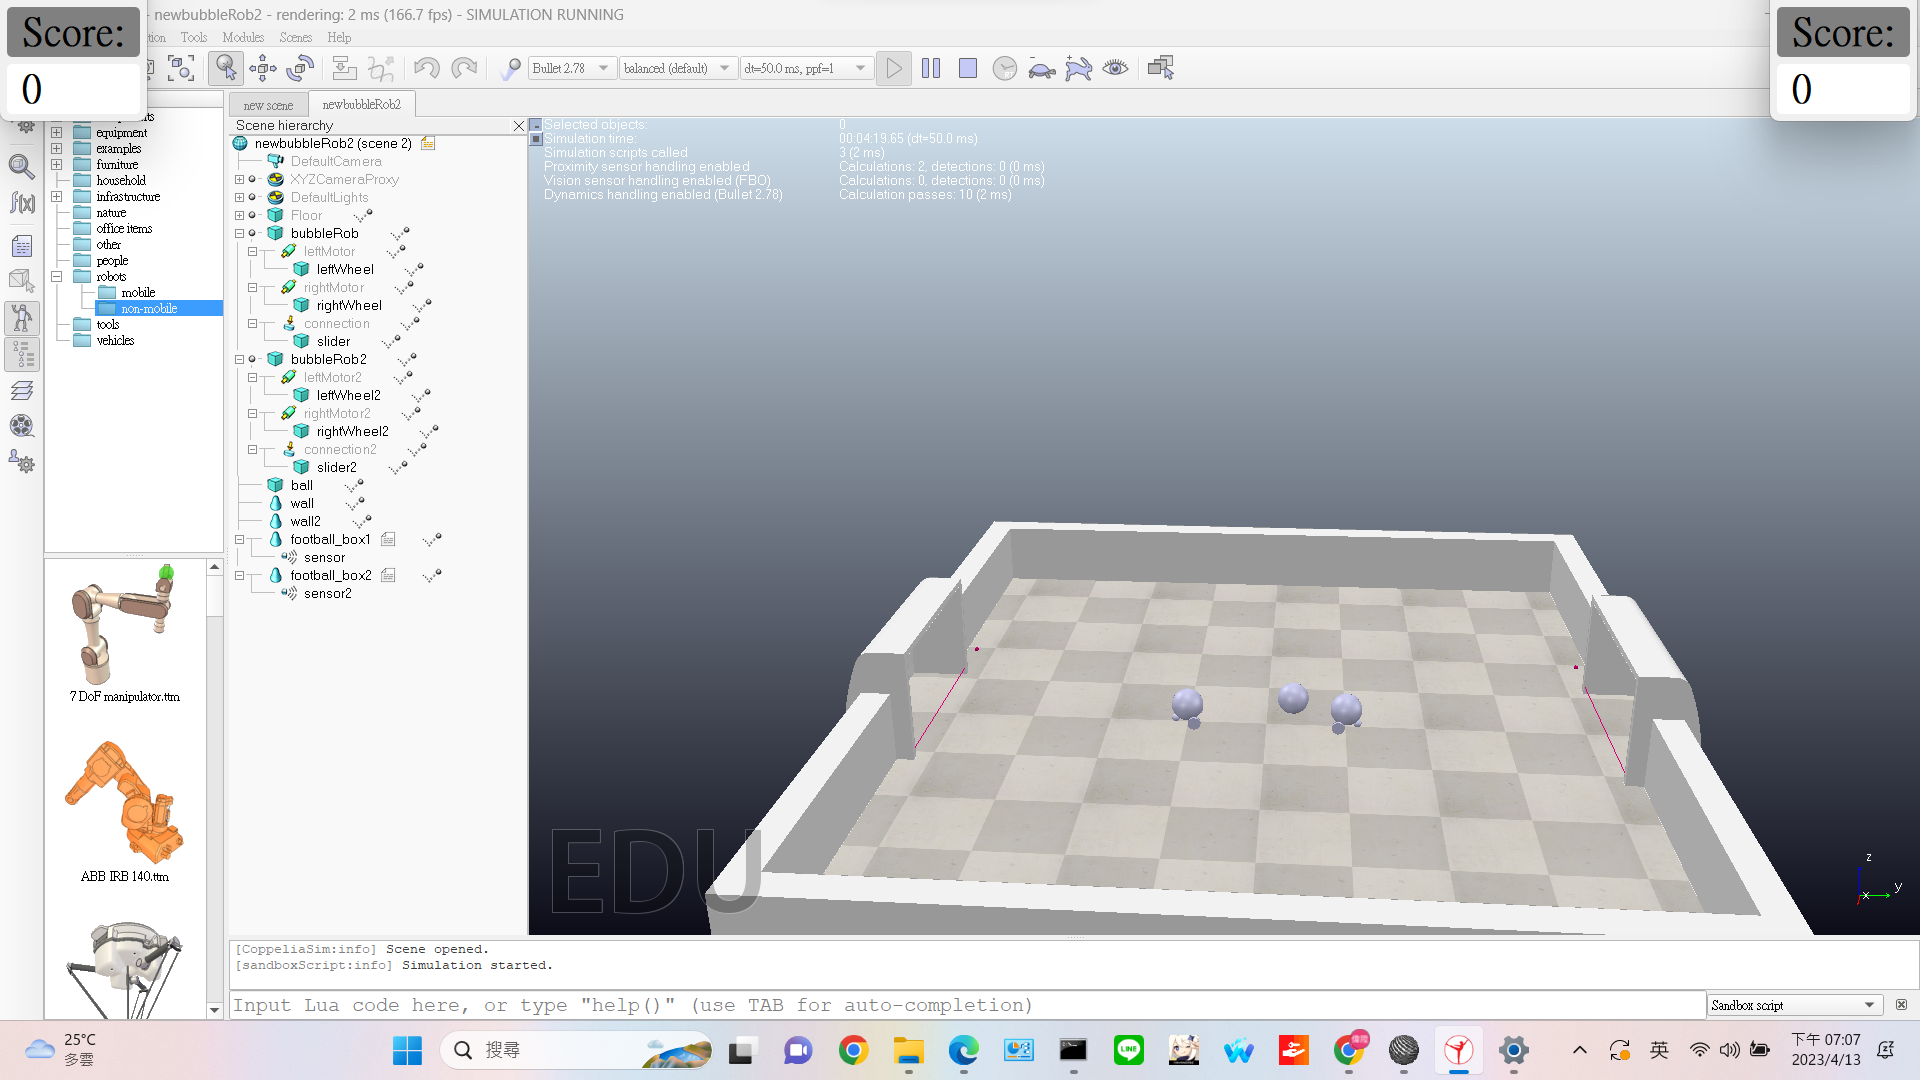 newbubbleRob2 - rendering: 2 ms (166.7 fps) - SIMULATION RUNNING
Score:
0
Score:
0
Tools Modules Scenes Help
Bullet 2.78
balanced (default)
dt=50.0 ms, ppf=1
new scene
newbubbleRob2
equipment
examples
furniture
household
infrastructure
nature
office items
other
people
robots
mobile
non-mobile
tools
vehicles
7 DoF manipulator.ttm
ABB IRB 140.ttm
Scene hierarchy
newbubbleRob2 (scene 2)
DefaultCamera
XYZCameraProxy
DefaultLights
Floor
bubbleRob
leftMotor
leftWheel
rightMotor
rightWheel
connection
slider
bubbleRob2
leftMotor2
leftWheel2
rightMotor2
rightWheel2
connection2
slider2
ball
wall
wall2
football_box1
sensor
football_box2
sensor2
Selected objects: 0
Simulation time: 00:04:19.65 (dt=50.0 ms)
Simulation scripts called 3 (2 ms)
Proximity sensor handling enabled Calculations: 2, detections: 0 (0 ms)
Vision sensor handling enabled (FBO) Calculations: 0, detections: 0 (0 ms)
Dynamics handling enabled (Bullet 2.78) Calculation passes: 10 (2 ms)
EDU
z
x
y
[CoppeliaSim:info] Scene opened.
[sandboxScript:info] Simulation started.
Input Lua code here, or type "help()" (use TAB for auto-completion)
Sandbox script
25°C
多雲
搜尋
LINE
英
下午 07:07
2023/4/13